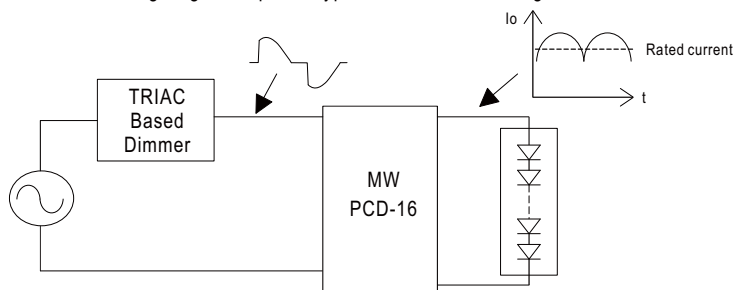 Io
Rated current
t
TRIAC
Based
Dimmer
MW
PCD-16